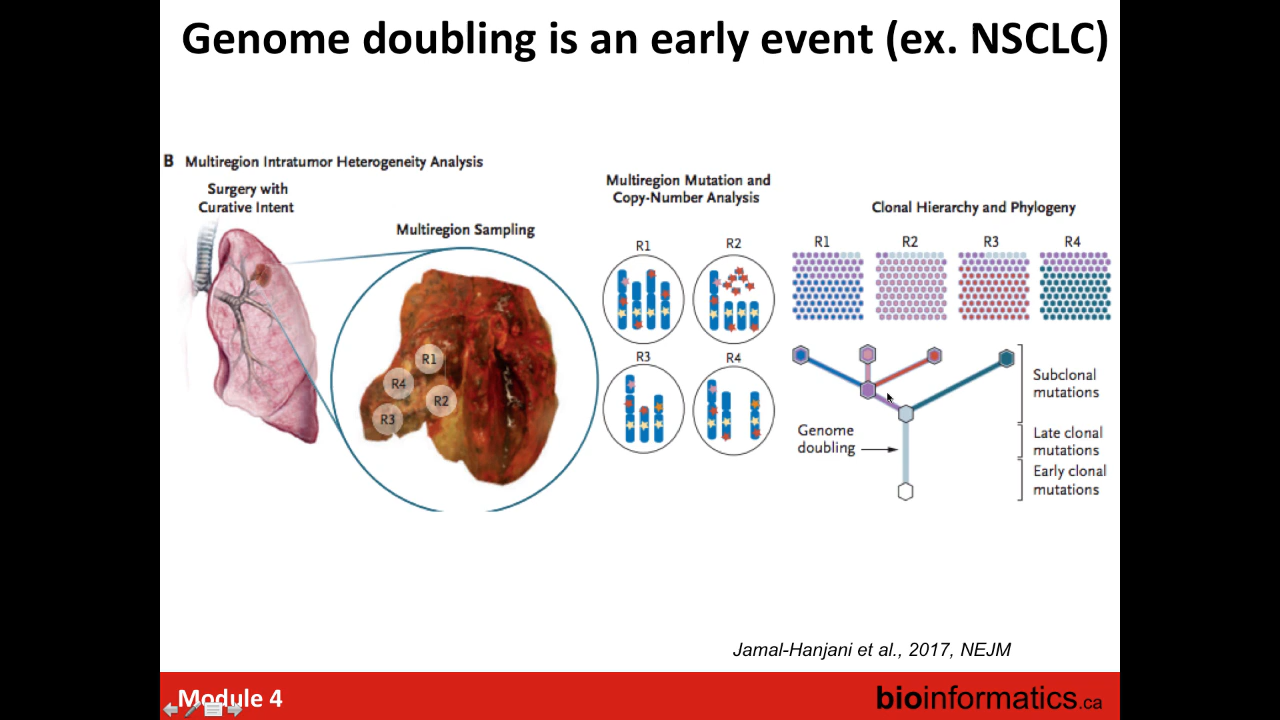 Genome doubling is an early event (ex. NSCLC)
B Multiregion Intratumor Heterogeneity Analysis
Surgery with
Curative Intent
Multiregion Sampling
R1
R4
R2
R3
Multiregion Mutation and
Copy-Number Analysis
R1 R2
R3 R4
Clonal Hierarchy and Phylogeny
R1 R2 R3 R4
Subclonal
mutations
Genome
doubling
Late clonal
mutations
Early clonal
mutations
Jamal-Hanjani et al., 2017, NEJM
Module 4
bioinformatics.ca